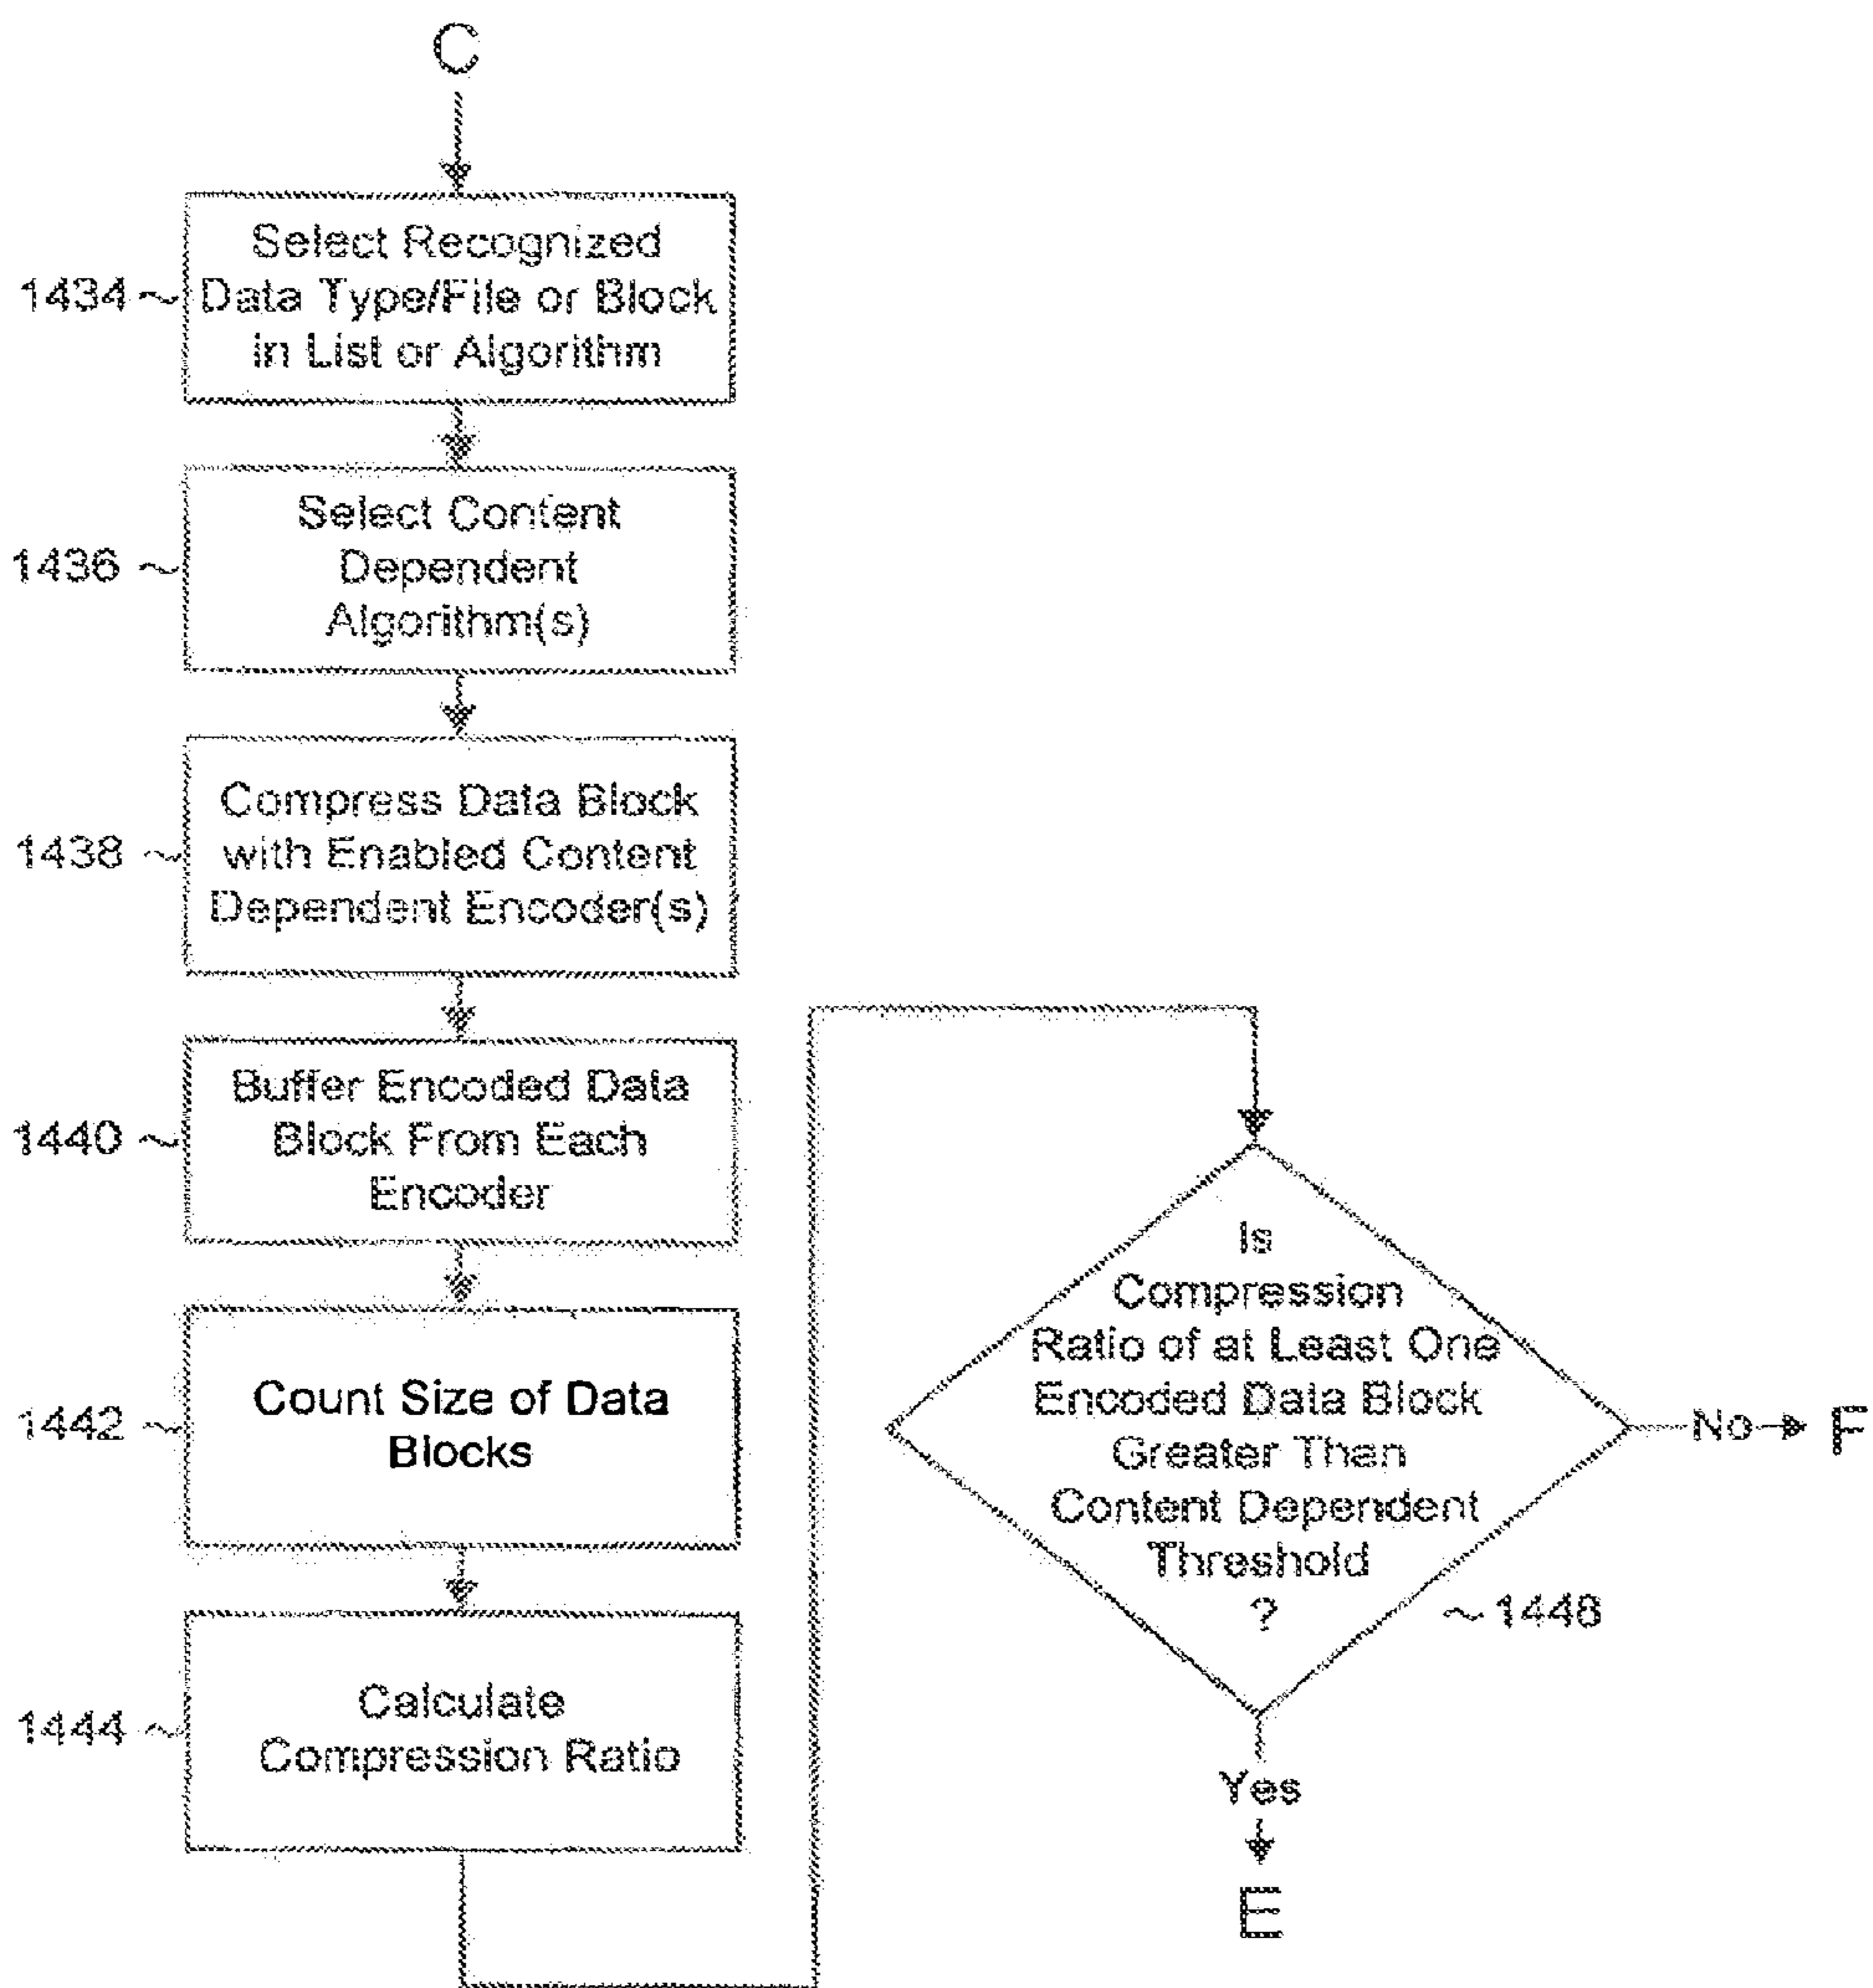 C
1434 ~
Select Recognized
Data Type/File or Block
in List or Algorithm
1436 ~
Select Content
Dependent
Algorithm(s)
1438 ~
Compress Data Block
with Enabled Content
Dependent Encoder(s)
1440 ~
Buffer Encoded Data
Block From Each
Encoder
1442 ~
Count Size of Data
Blocks
1444 ~
Calculate
Compression Ratio
Is
Compression
Ratio of at Least One
Encoded Data Block
Greater Than
Content Dependent
Threshold
?
~ 1448
No
F
Yes
E